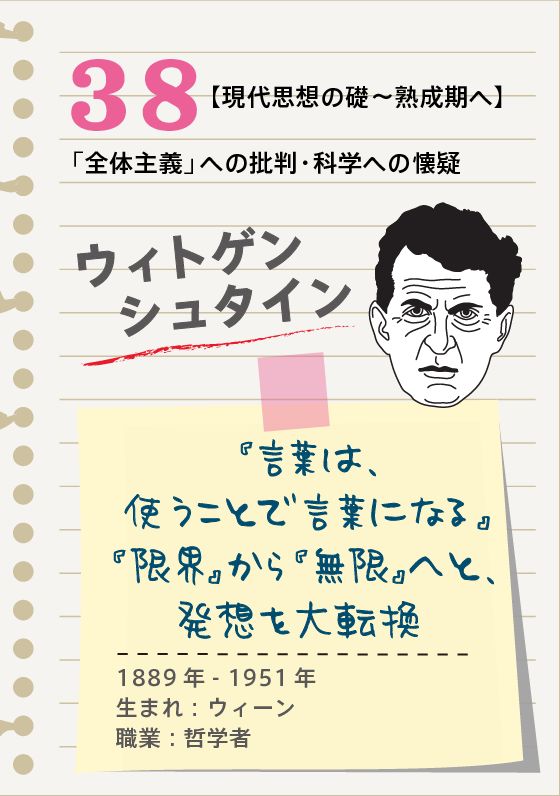 38【現代思想の礎～熟成期へ】
「全体主義」への批判・科学への懐疑
ウィトゲン
シュタイン
『言葉は、
使うことで言葉になる』
『限界』から『無限』へと、
発想を大転換
1889年-1951年
生まれ：ウィーン
職業：哲学者